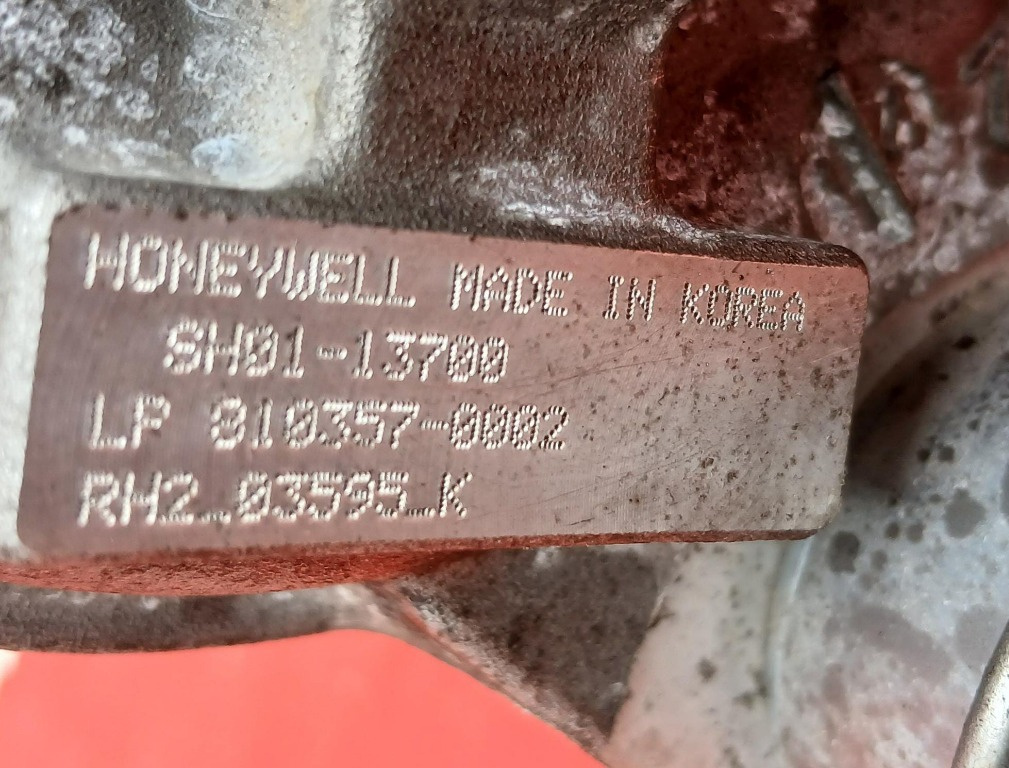 HONEYWELL MADE IN KOREA
SH01-13700
LP 810357-0002
RH2_03595_K